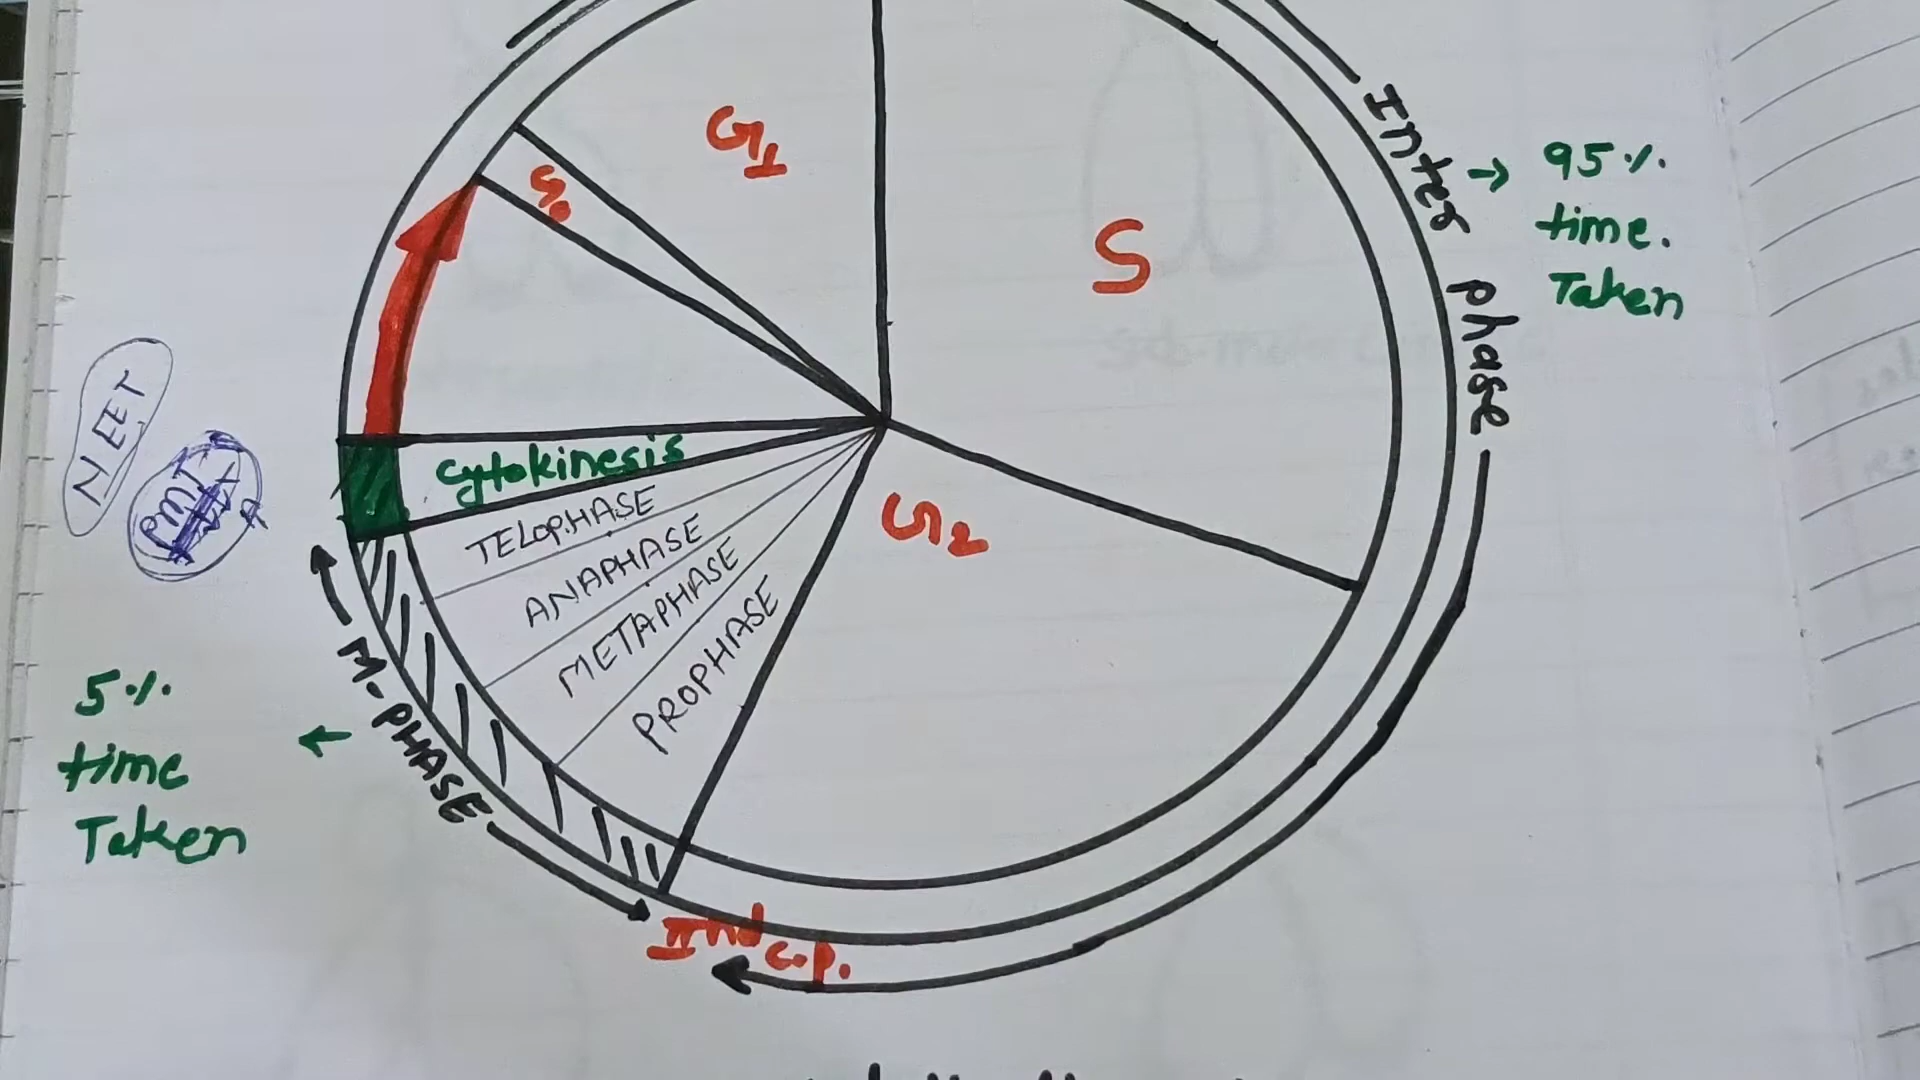 G1
G0
S
Inter phase
→ 95%
time.
Taken
NEET
PMT
Cytokinesis
TELOPHASE
ANAPHASE
METAPHASE
PROPHASE
G2
M-PHASE
5%
time
Taken
IInd c.p.